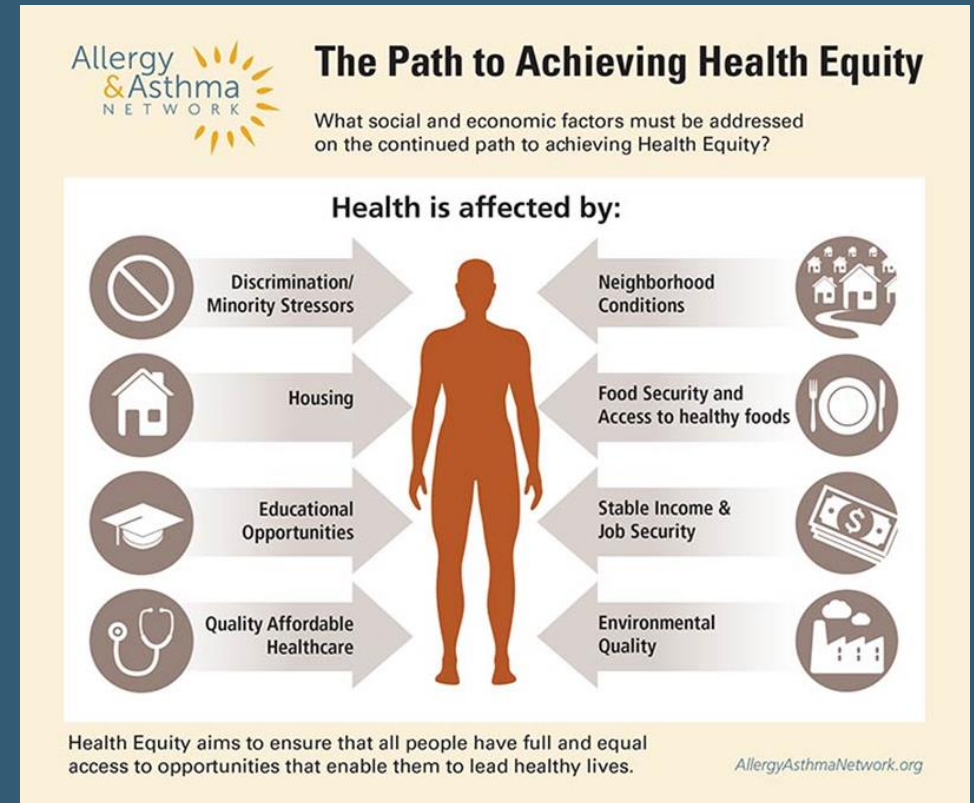 Allergy
&Asthma
NETWORK
The Path to Achieving Health Equity
What social and economic factors must be addressed
on the continued path to achieving Health Equity?
Health is affected by:
Discrimination/
Minority Stressors
Housing
Educational
Opportunities
Quality Affordable
Healthcare
Neighborhood
Conditions
Food Security and
Access to healthy foods
Stable Income &
Job Security
Environmental
Quality
$
Health Equity aims to ensure that all people have full and equal
access to opportunities that enable them to lead healthy lives.
AllergyAsthmaNetwork.org